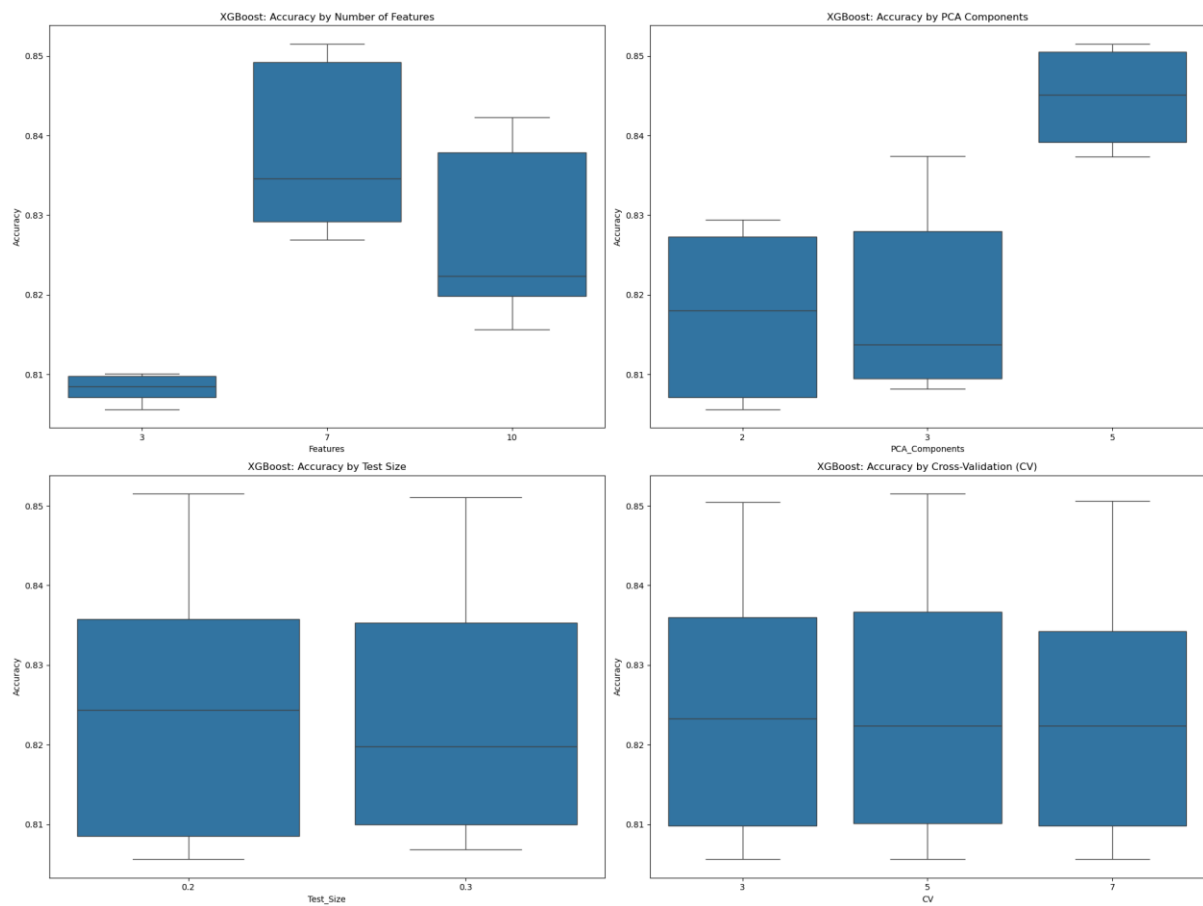 XGBoost: Accuracy by Number of Features
0.85
0.84
0.83
0.82
0.81
Accuracy
3 7 10
Features
XGBoost: Accuracy by PCA Components
0.85
0.84
0.83
0.82
0.81
Accuracy
2 3 5
PCA_Components
XGBoost: Accuracy by Test Size
0.85
0.84
0.83
0.82
0.81
Accuracy
0.2 0.3
Test_Size
XGBoost: Accuracy by Cross-Validation (CV)
0.85
0.84
0.83
0.82
0.81
Accuracy
3 5 7
CV